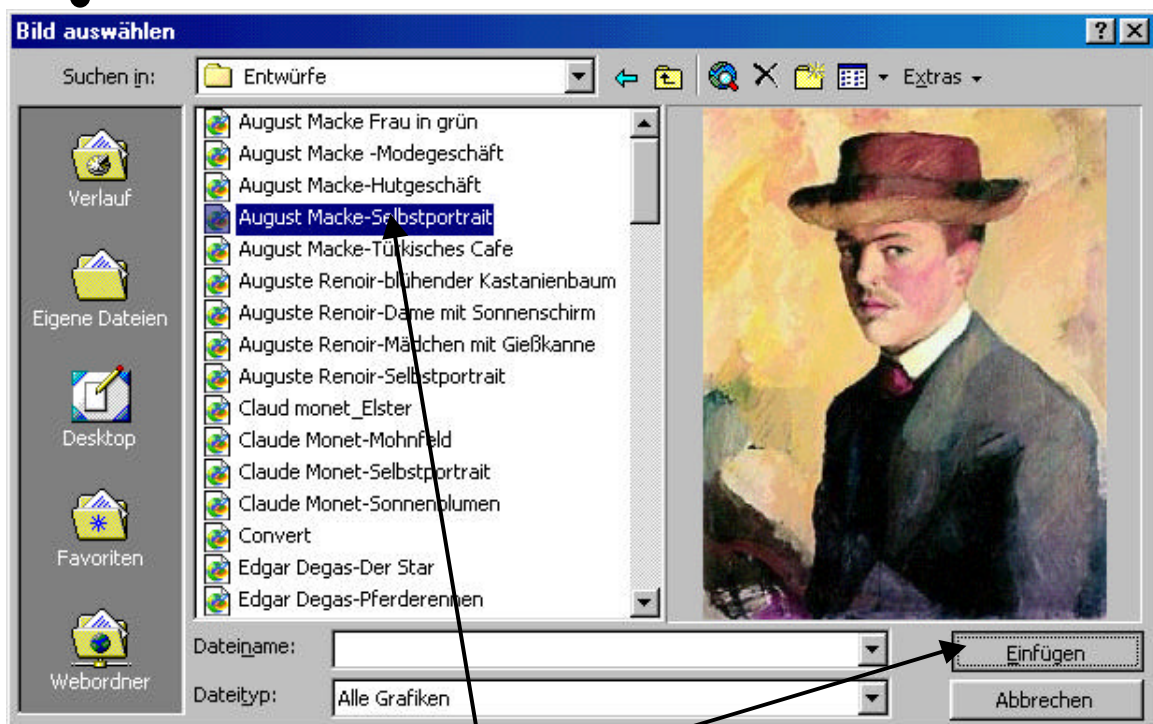 Bild auswählen
Suchen in:
Entwürfe
Extras
Verlauf
Eigene Dateien
Desktop
Favoriten
Webordner
August Macke Frau in grün
August Macke -Modegeschäft
August Macke-Hutgeschäft
August Macke-Selbstportrait
August Macke-Türkisches Cafe
Auguste Renoir-blühender Kastanienbaum
Auguste Renoir-Dame mit Sonnenschirm
Auguste Renoir-Mädchen mit Gießkanne
Auguste Renoir-Selbstportrait
Claud monet_Elster
Claude Monet-Mohnfeld
Claude Monet-Selbstportrait
Claude Monet-Sonnenblumen
Convert
Edgar Degas-Der Star
Edgar Degas-Pferderennen
Dateiname:
Einfügen
Dateityp:
Alle Grafiken
Abbrechen